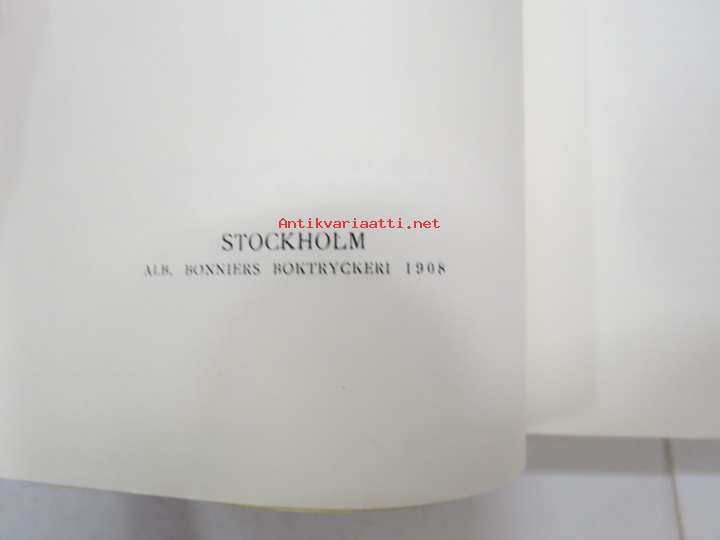 Antikvariaatti.net
STOCKHOLM
ALB. BONNIERS BOKTRYCKERI 1908